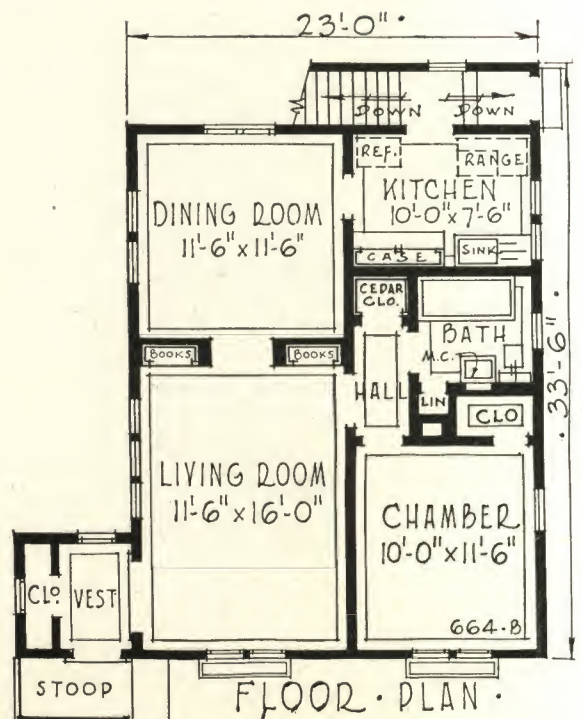 23'-0"·
DOWN DOWN
REF.
RANGE
KITCHEN
10'-0"x7'-6"
DINING ROOM
11'-6"x11'-6"
CASE
SINK
CEDAR
CLO.
BATH
M.C.
BOOKS BOOKS
HALL
LIN
CLO
·33'-6"·
LIVING ROOM
11'-6"x16'-0"
CHAMBER
10'-0"x11'-6"
CLO.
VEST
664·B
STOOP
FLOOR · PLAN ·